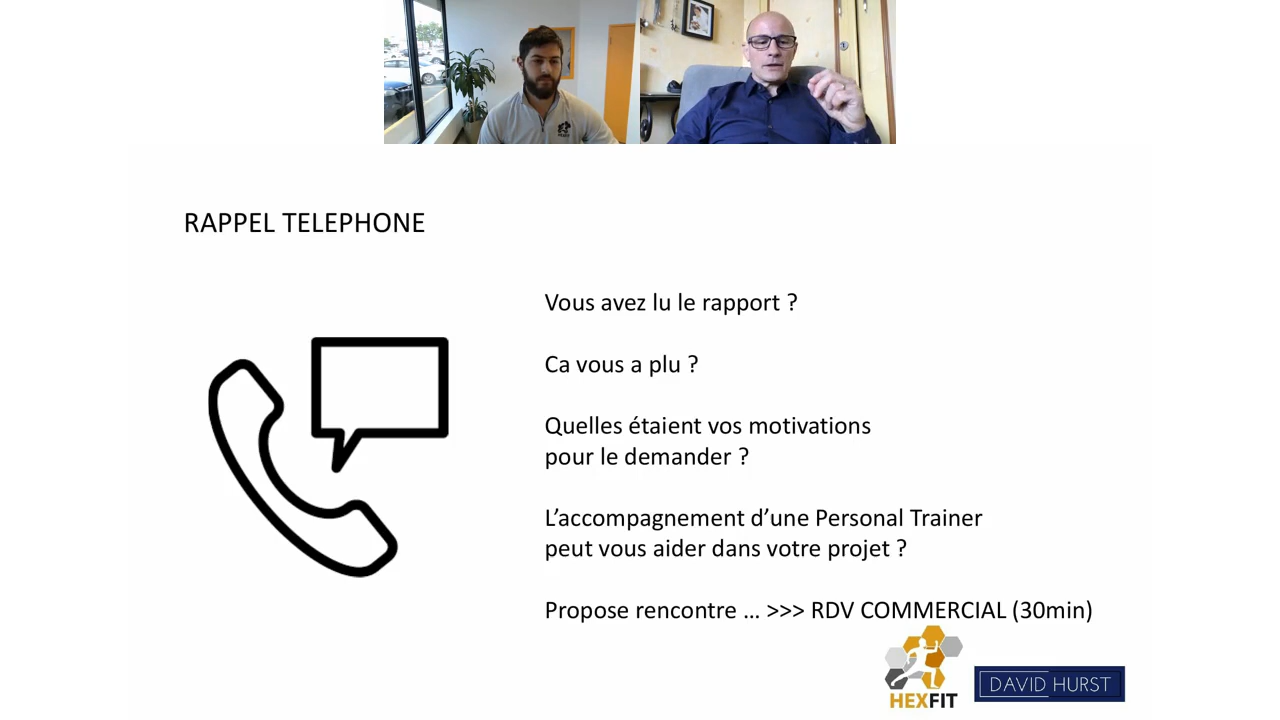 RAPPEL TELEPHONE
Vous avez lu le rapport ?
Ca vous a plu ?
Quelles étaient vos motivations
pour le demander ?
L’accompagnement d’une Personal Trainer
peut vous aider dans votre projet ?
Propose rencontre … >>> RDV COMMERCIAL (30min)
HEXFIT
DAVID HURST